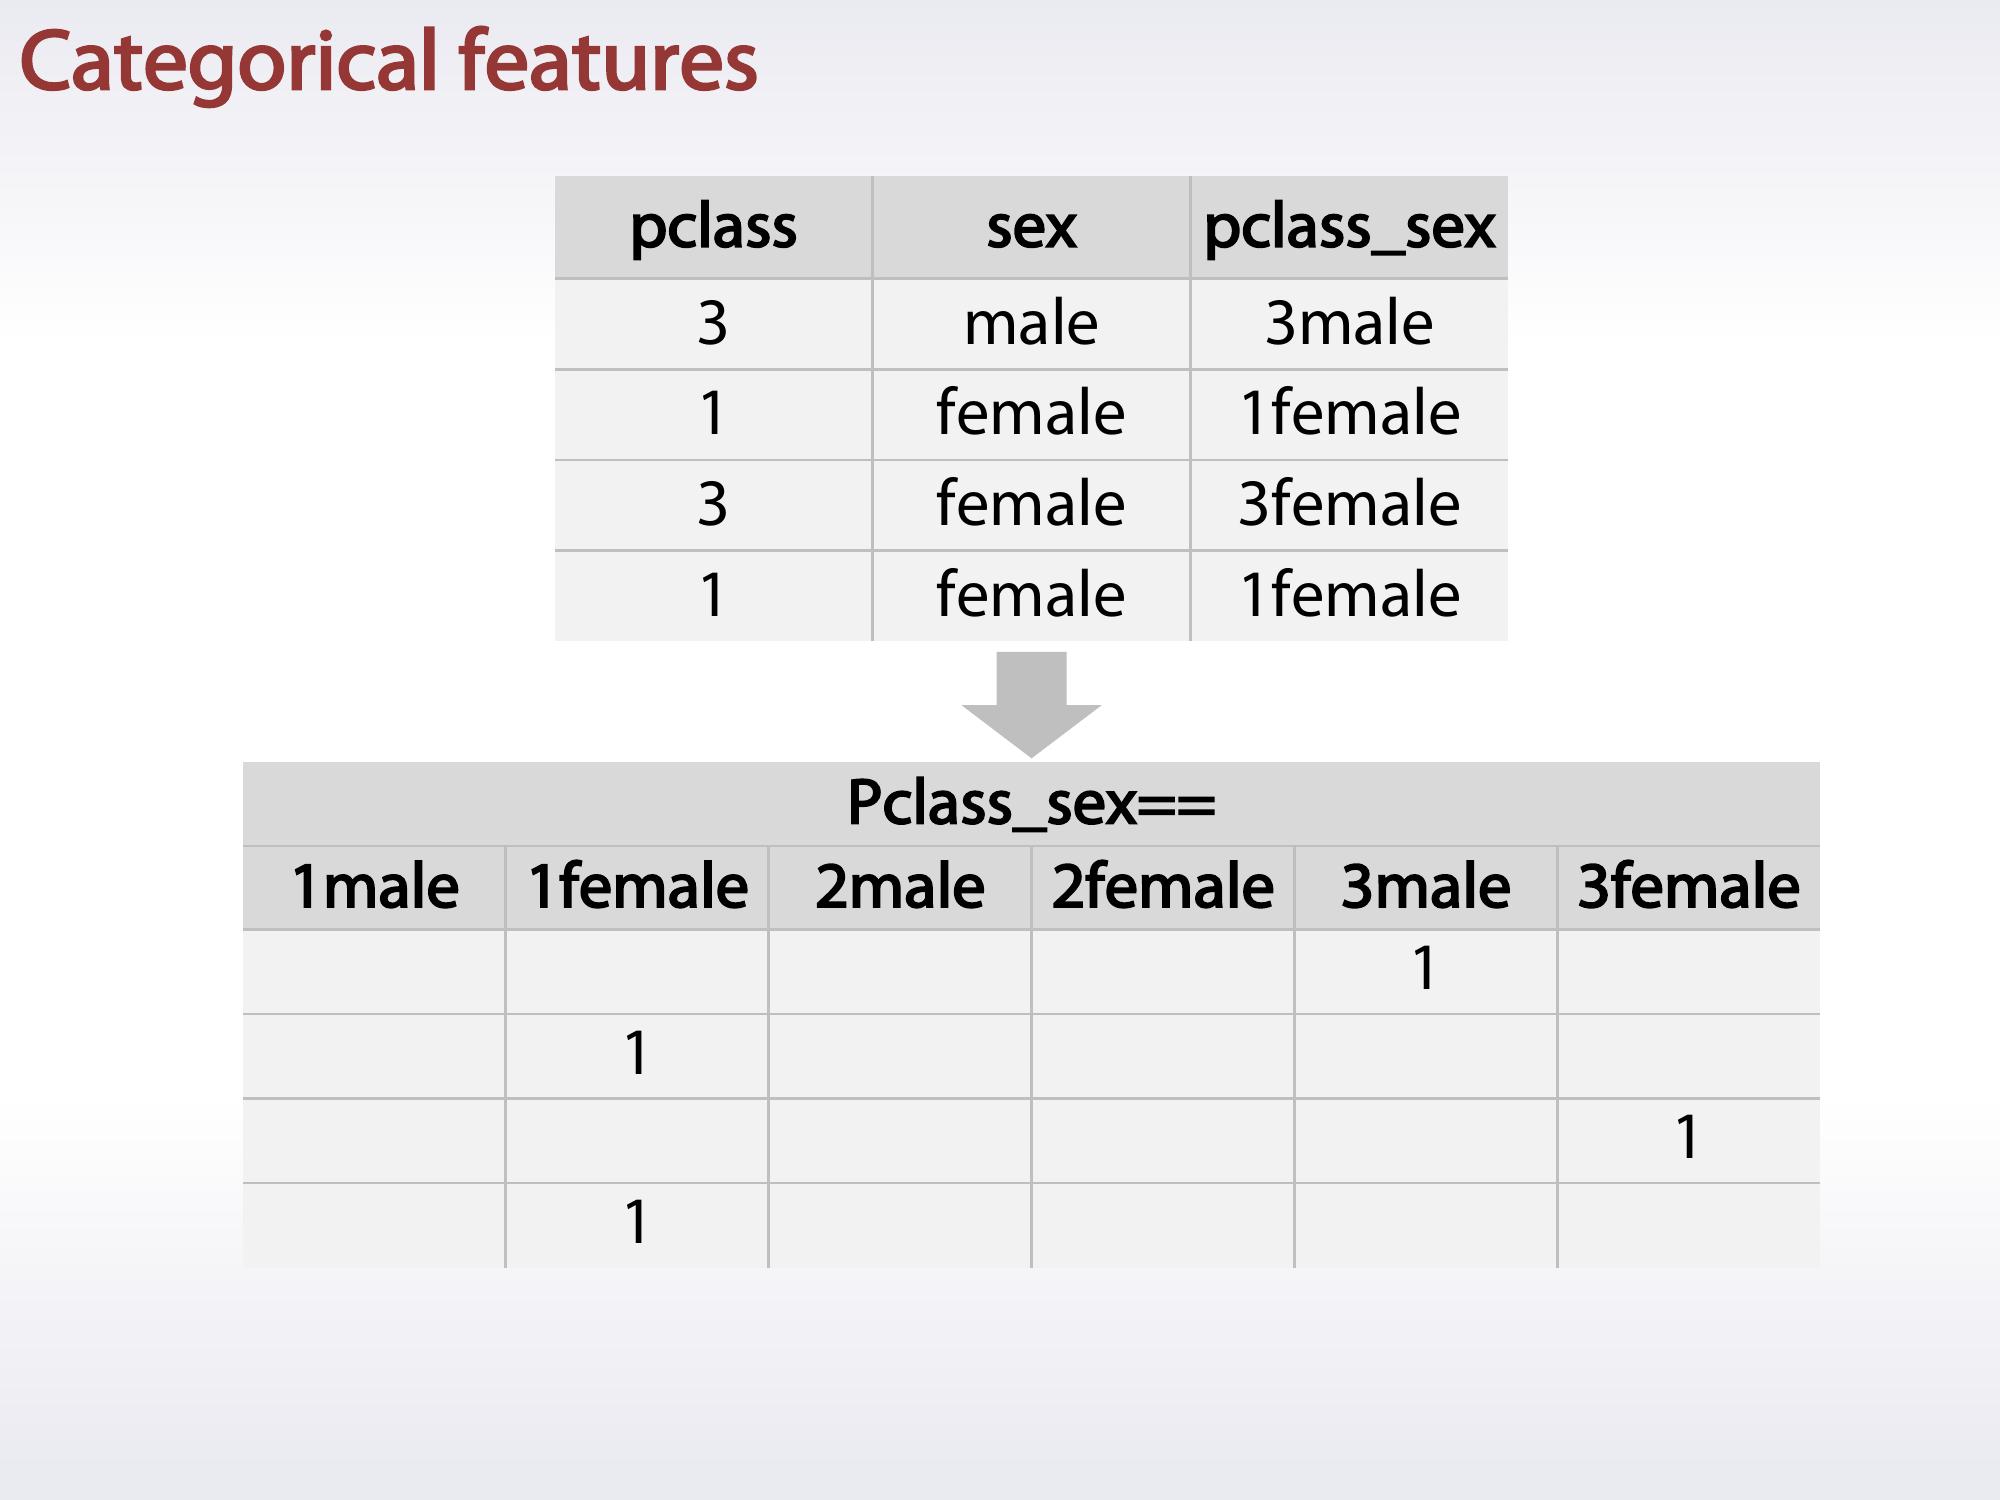 Categorical features
pclass sex pclass_sex
3 male 3male
1 female 1female
3 female 3female
1 female 1female
Pclass_sex==
1male 1female 2male 2female 3male 3female
1
1
1
1